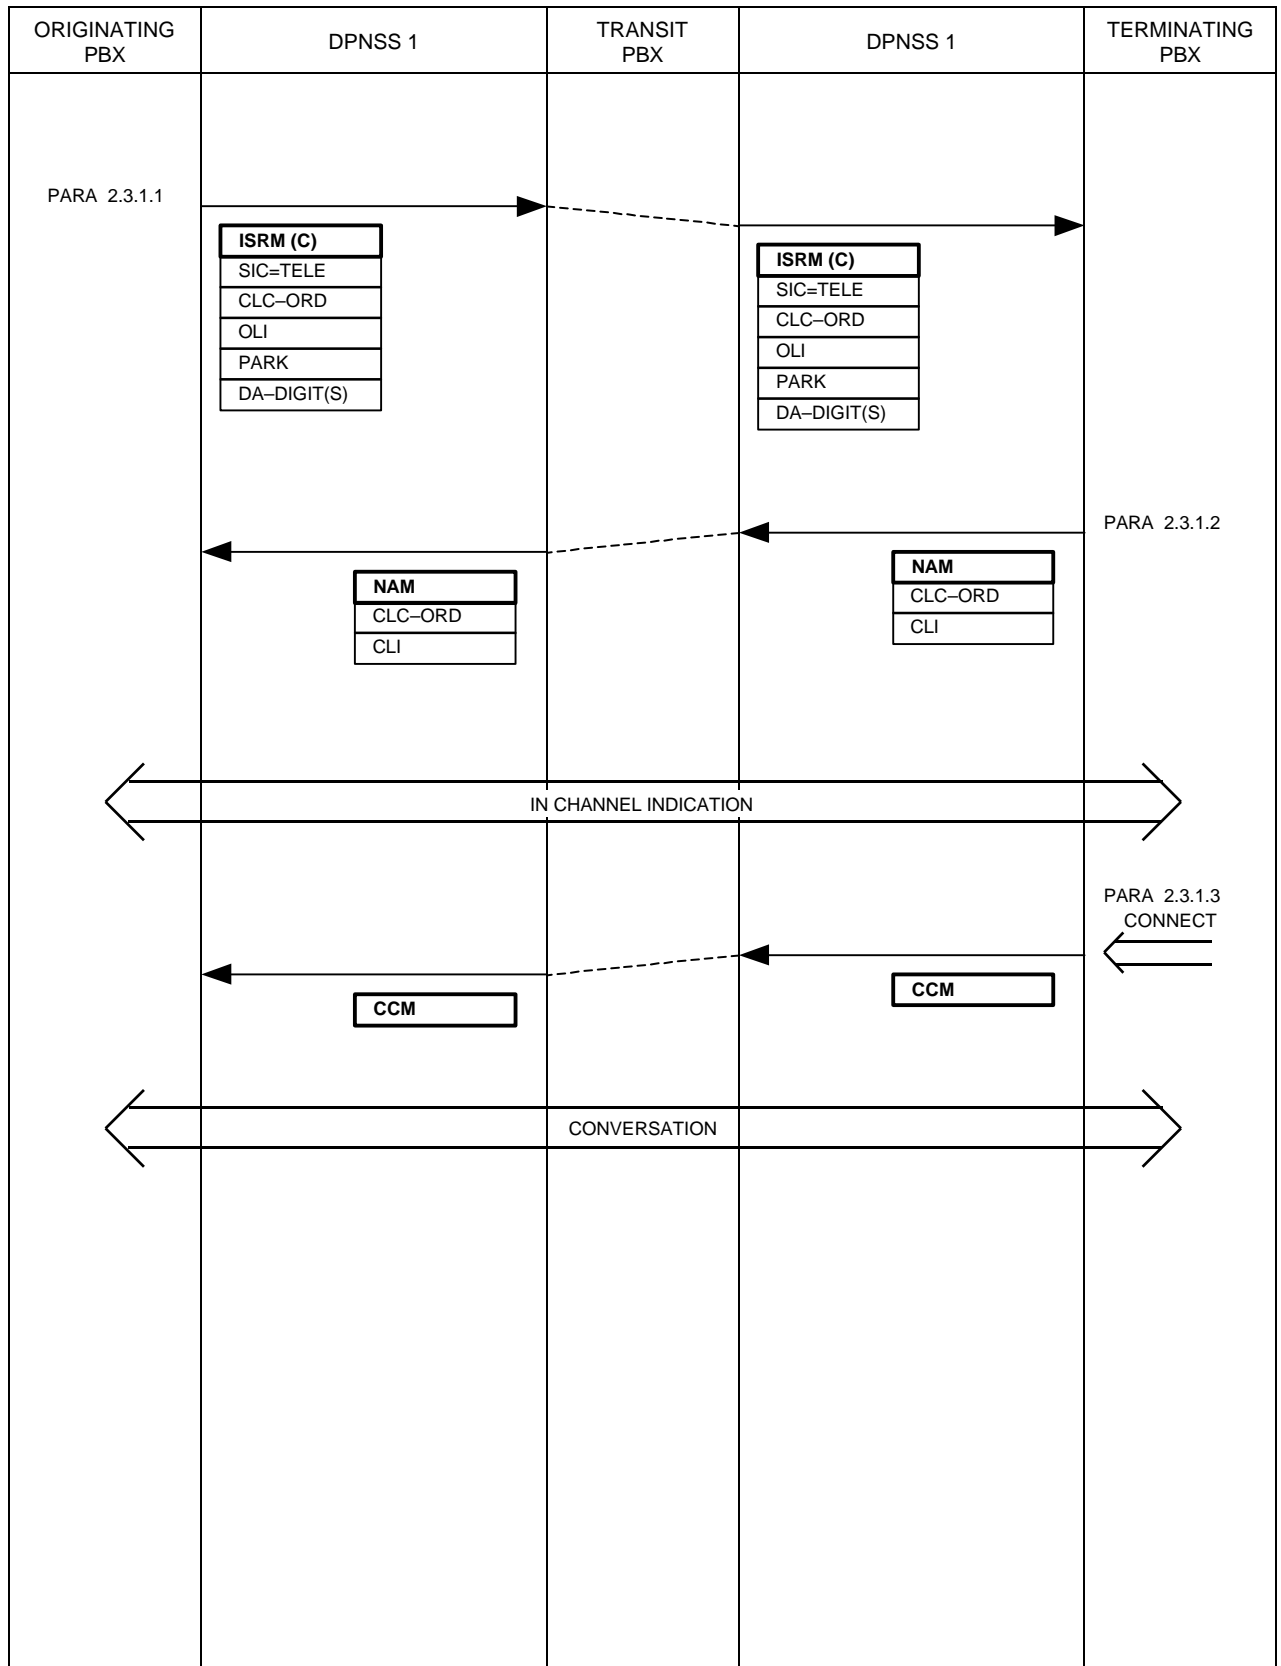 ORIGINATING
PBX
DPNSS 1
TRANSIT
PBX
DPNSS 1
TERMINATING
PBX
PARA 2.3.1.1
ISRM (C)
SIC=TELE
CLC–ORD
OLI
PARK
DA–DIGIT(S)
ISRM (C)
SIC=TELE
CLC–ORD
OLI
PARK
DA–DIGIT(S)
PARA 2.3.1.2
NAM
CLC–ORD
CLI
NAM
CLC–ORD
CLI
IN CHANNEL INDICATION
PARA 2.3.1.3
CONNECT
CCM
CCM
CONVERSATION